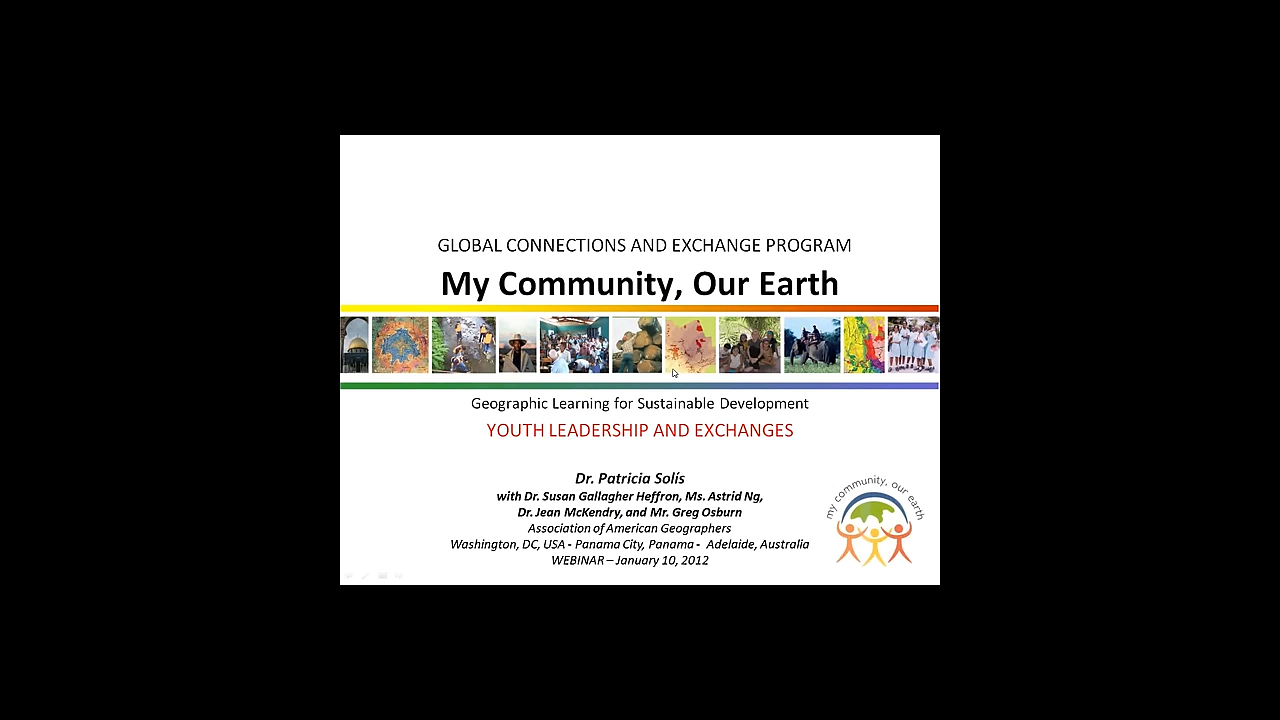 GLOBAL CONNECTIONS AND EXCHANGE PROGRAM
My Community, Our Earth
Geographic Learning for Sustainable Development
YOUTH LEADERSHIP AND EXCHANGES
Dr. Patricia Solís
with Dr. Susan Gallagher Heffron, Ms. Astrid Ng,
Dr. Jean McKendry, and Mr. Greg Osburn
Association of American Geographers
Washington, DC, USA - Panama City, Panama - Adelaide, Australia
WEBINAR – January 10, 2012
my community, our earth